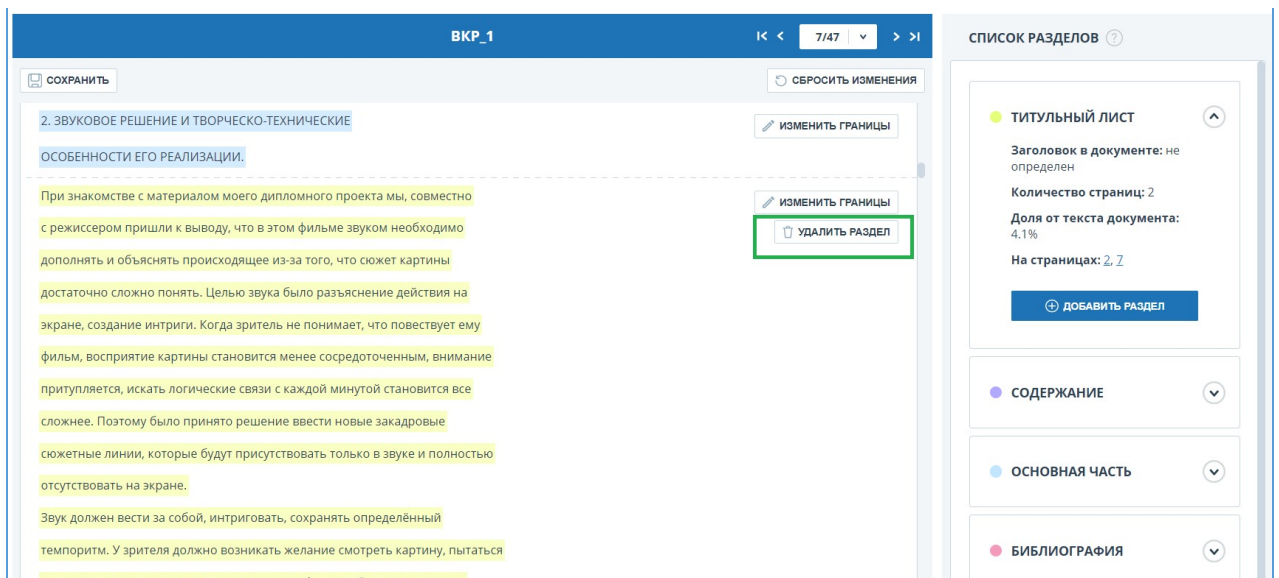 ВКР_1
7/47
СПИСОК РАЗДЕЛОВ ?
СОХРАНИТЬ
СБРОСИТЬ ИЗМЕНЕНИЯ
2. ЗВУКОВОЕ РЕШЕНИЕ И ТВОРЧЕСКО-ТЕХНИЧЕСКИЕ
ИЗМЕНИТЬ ГРАНИЦЫ
ОСОБЕННОСТИ ЕГО РЕАЛИЗАЦИИ.
При знакомстве с материалом моего дипломного проекта мы, совместно
ИЗМЕНИТЬ ГРАНИЦЫ
с режиссером пришли к выводу, что в этом фильме звуком необходимо
УДАЛИТЬ РАЗДЕЛ
дополнять и объяснять происходящее из-за того, что сюжет картины
достаточно сложно понять. Целью звука было разъяснение действия на
экране, создание интриги. Когда зритель не понимает, что повествует ему
фильм, восприятие картины становится менее сосредоточенным, внимание
притупляется, искать логические связи с каждой минутой становится все
сложнее. Поэтому было принято решение ввести новые закадровые
сюжетные линии, которые будут присутствовать только в звуке и полностью
отсутствовать на экране.
Звук должен вести за собой, интриговать, сохранять определённый
темпоритм. У зрителя должно возникать желание смотреть картину, пытаться
ТИТУЛЬНЫЙ ЛИСТ
Заголовок в документе: не
определен
Количество страниц: 2
Доля от текста документа:
4.1%
На страницах: 2, 7
ДОБАВИТЬ РАЗДЕЛ
СОДЕРЖАНИЕ
ОСНОВНАЯ ЧАСТЬ
БИБЛИОГРАФИЯ